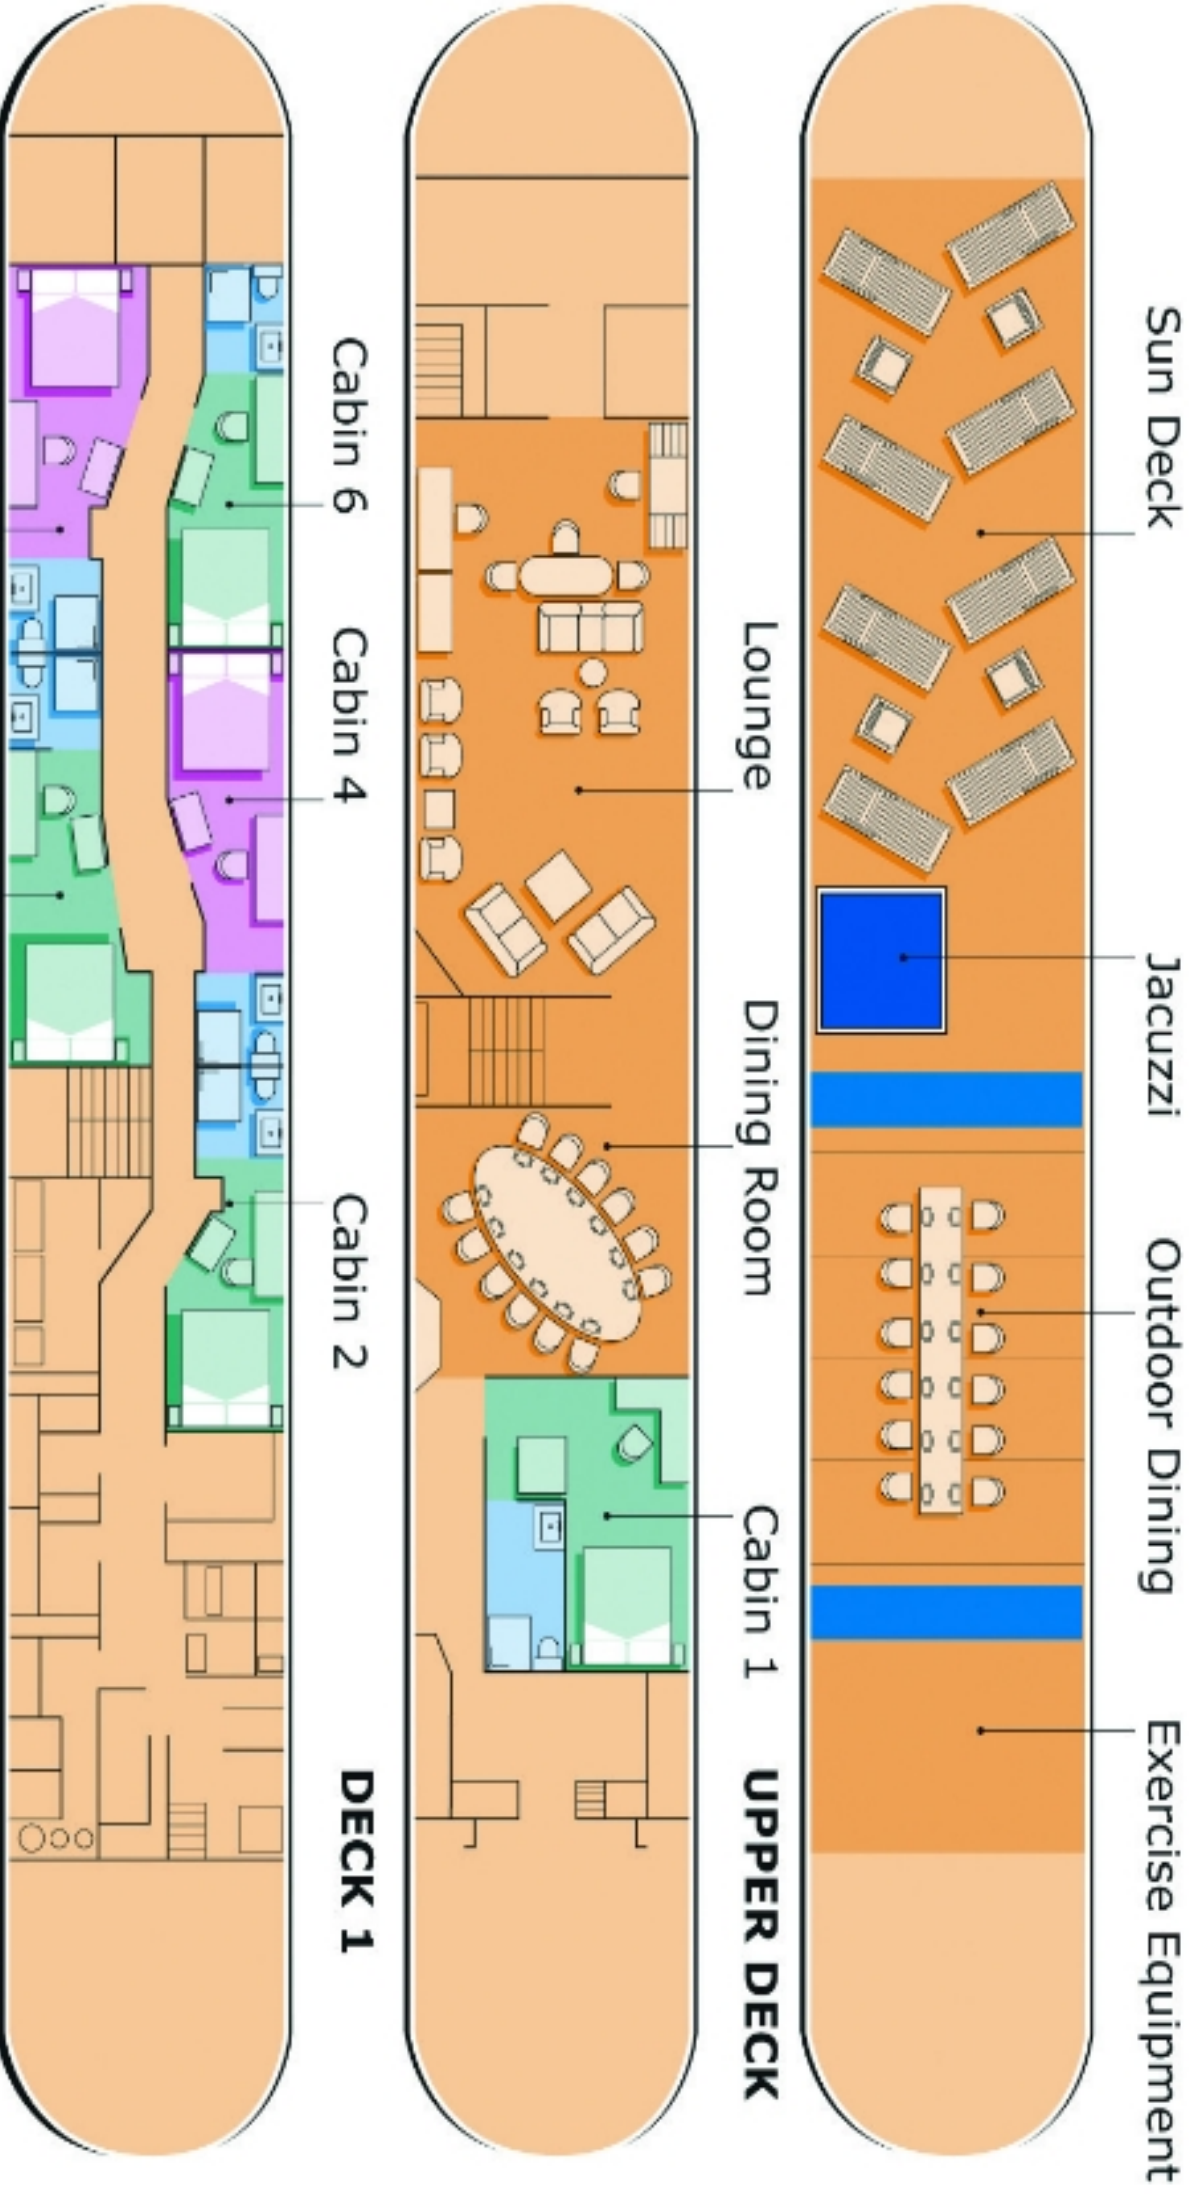 Sun Deck
Jacuzzi
Outdoor Dining
Exercise Equipment
Lounge
Dining Room
Cabin 1
UPPER DECK
Cabin 6
Cabin 4
Cabin 2
DECK 1